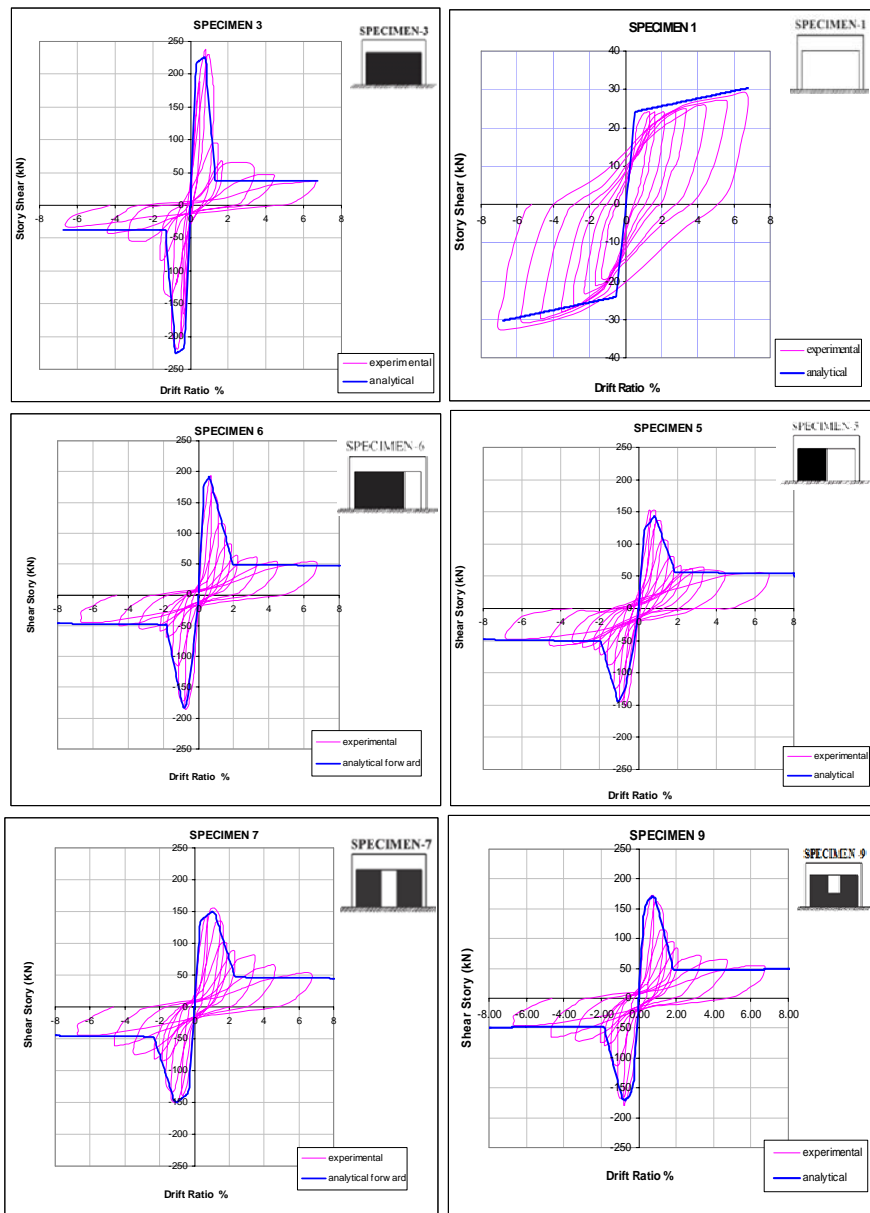 SPECIMEN 3
SPECIMEN-3
250
200
150
100
50
0
-50
-100
-150
-200
-250
-8 -6 -4 -2 0 2 4 6 8
Story Shear (kN)
Drift Ratio %
experimental
analytical
SPECIMEN 1
SPECIMEN-1
40
30
20
10
0
-10
-20
-30
-40
-8 -6 -4 -2 0 2 4 6 8
Story Shear (kN)
Drift Ratio %
experimental
analytical
SPECIMEN 6
SPECIMEN-6
250
200
150
100
50
0
-50
-100
-150
-200
-250
-8 -6 -4 -2 0 2 4 6 8
Shear Story (kN)
Drift Ratio %
experimental
analytical forward
SPECIMEN 5
SPECIMEN-5
250
200
150
100
50
0
-50
-100
-150
-200
-250
-8 -6 -4 -2 0 2 4 6 8
Shear Story (kN)
Drift Ratio %
experimental
analytical
SPECIMEN 7
SPECIMEN-7
250
200
150
100
50
0
-50
-100
-150
-200
-250
-8 -6 -4 -2 0 2 4 6 8
Shear Story (kN)
Drift Ratio %
experimental
analytical forward
SPECIMEN 9
SPECIMEN-9
250
200
150
100
50
0
-50
-100
-150
-200
-250
-8.00 -6.00 -4.00 -2.00 0.00 2.00 4.00 6.00 8.00
Shear Story (kN)
Drift Ratio %
experimental
analytical